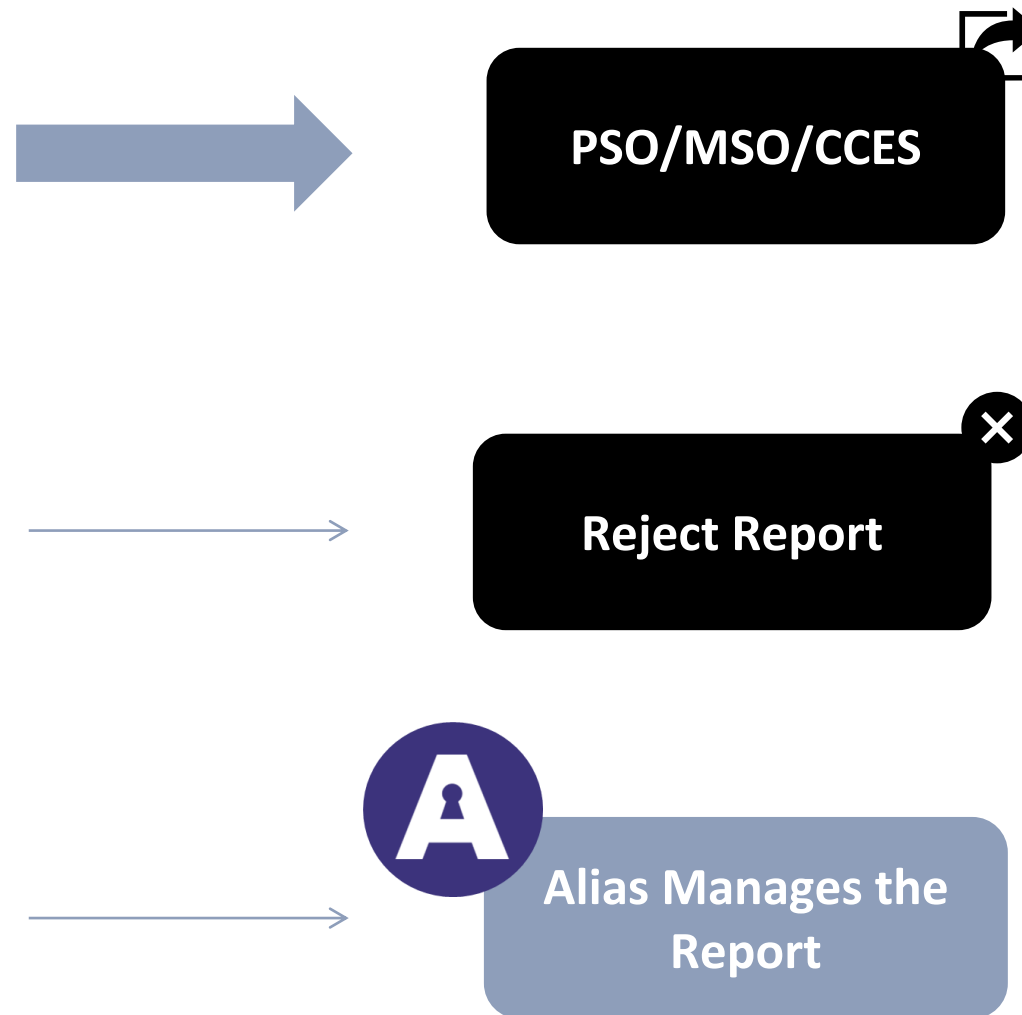 PSO/MSO/CCES
Reject Report
A
Alias Manages the
Report